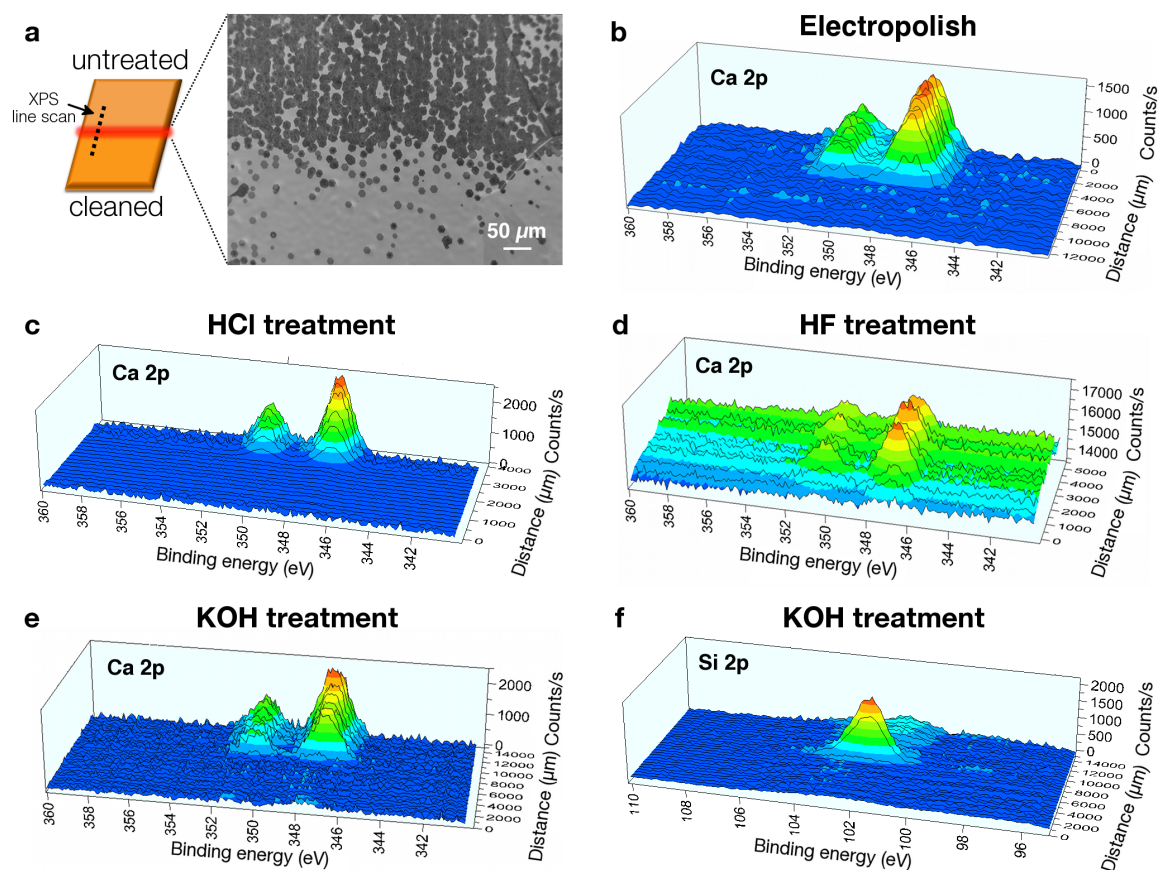 a
untreated
XPS
line scan
cleaned
50 µm
b
Electropolish
Ca 2p
1500
1000
500
0
Counts/s
0
2000
4000
6000
8000
10000
12000
Distance (µm)
360
358
356
354
352
350
348
346
344
342
Binding energy (eV)
c
HCl treatment
Ca 2p
2000
1000
0
Counts/s
4000
3000
2000
1000
0
Distance (µm)
360
358
356
354
352
350
348
346
344
342
Binding energy (eV)
d
HF treatment
Ca 2p
17000
16000
15000
14000
Counts/s
5000
4000
3000
2000
1000
0
Distance (µm)
360
358
356
354
352
350
348
346
344
342
Binding energy (eV)
e
KOH treatment
Ca 2p
2000
1000
0
Counts/s
14000
12000
10000
8000
6000
4000
2000
0
Distance (µm)
360
358
356
354
352
350
348
346
344
342
Binding energy (eV)
f
KOH treatment
Si 2p
2000
1500
1000
500
0
Counts/s
14000
12000
10000
8000
6000
4000
2000
0
Distance (µm)
110
108
106
104
102
100
98
96
Binding energy (eV)